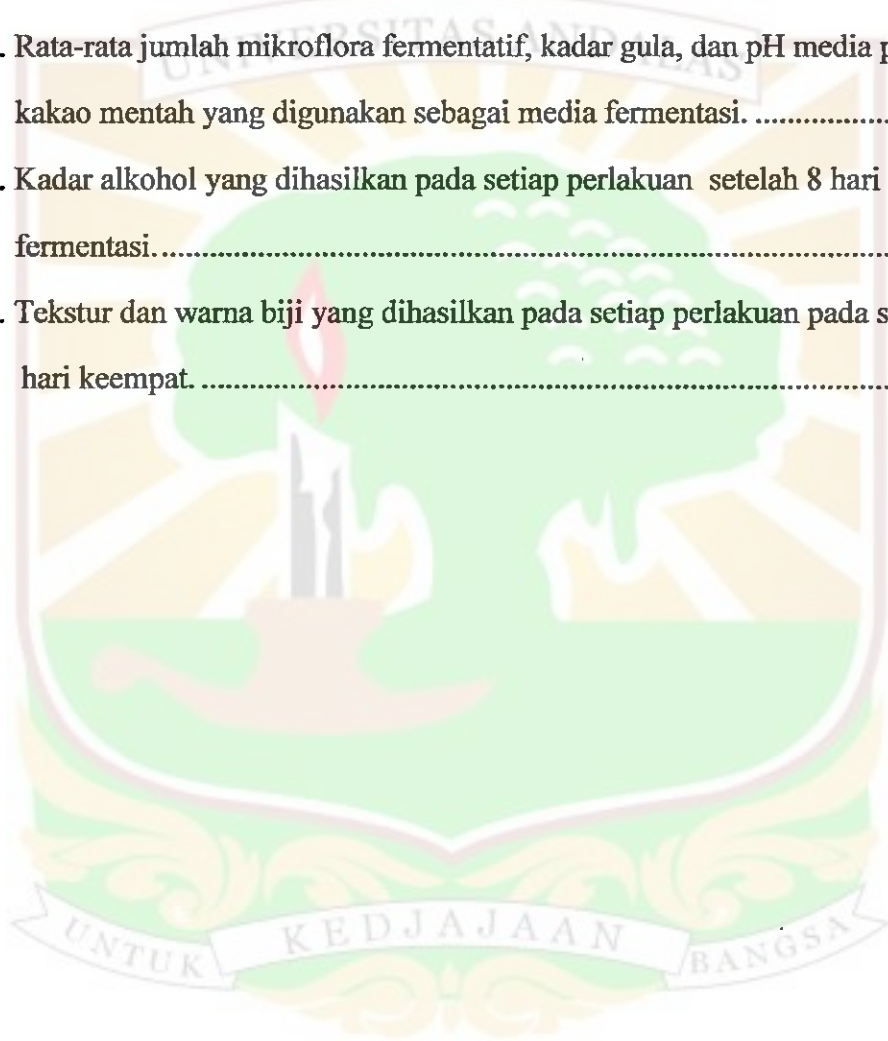 UNIVERSITAS ANDALAS
. Rata-rata jumlah mikroflora fermentatif, kadar gula, dan pH media p
kakao mentah yang digunakan sebagai media fermentasi. .................
. Kadar alkohol yang dihasilkan pada setiap perlakuan setelah 8 hari
fermentasi. ..........................................................................................
. Tekstur dan warna biji yang dihasilkan pada setiap perlakuan pada s
hari keempat. .....................................................................................
UNTUK KEDJAJAAN BANGSA